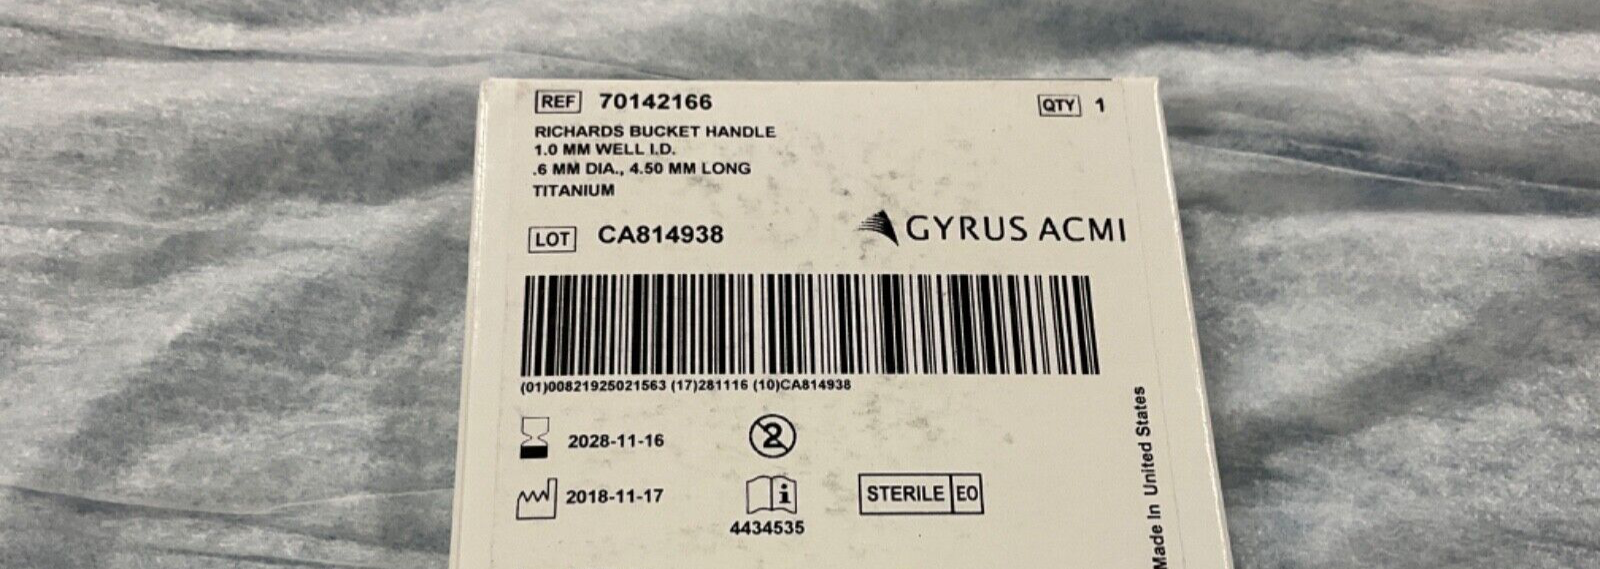 REF 70142166
QTY 1
RICHARDS BUCKET HANDLE
1.0 MM WELL I.D.
.6 MM DIA., 4.50 MM LONG
TITANIUM
LOT CA814938
GYRUS ACMI
(01)00821925021563 (17)281116 (10)CA814938
2028-11-16
2
2018-11-17
i
STERILE EO
4434535
Made In United States